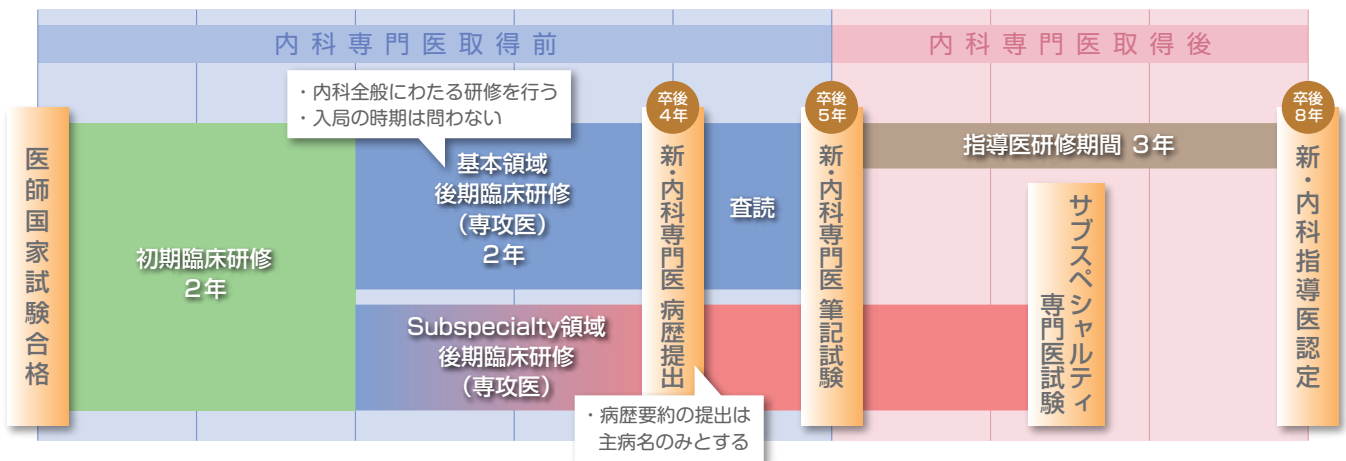 内科専門医取得前
内科専門医取得後
・内科全般にわたる研修を行う
・入局の時期は問わない
医師国家試験合格
初期臨床研修
2年
基本領域
後期臨床研修
（専攻医）
2年
Subspecialty領域
後期臨床研修
（専攻医）
卒後
4年
新・内科専門医 病歴提出
・病歴要約の提出は
主病名のみとする
査読
卒後
5年
新・内科専門医 筆記試験
指導医研修期間 3年
サブスペシャルティ
専門医試験
卒後
8年
新・内科指導医認定